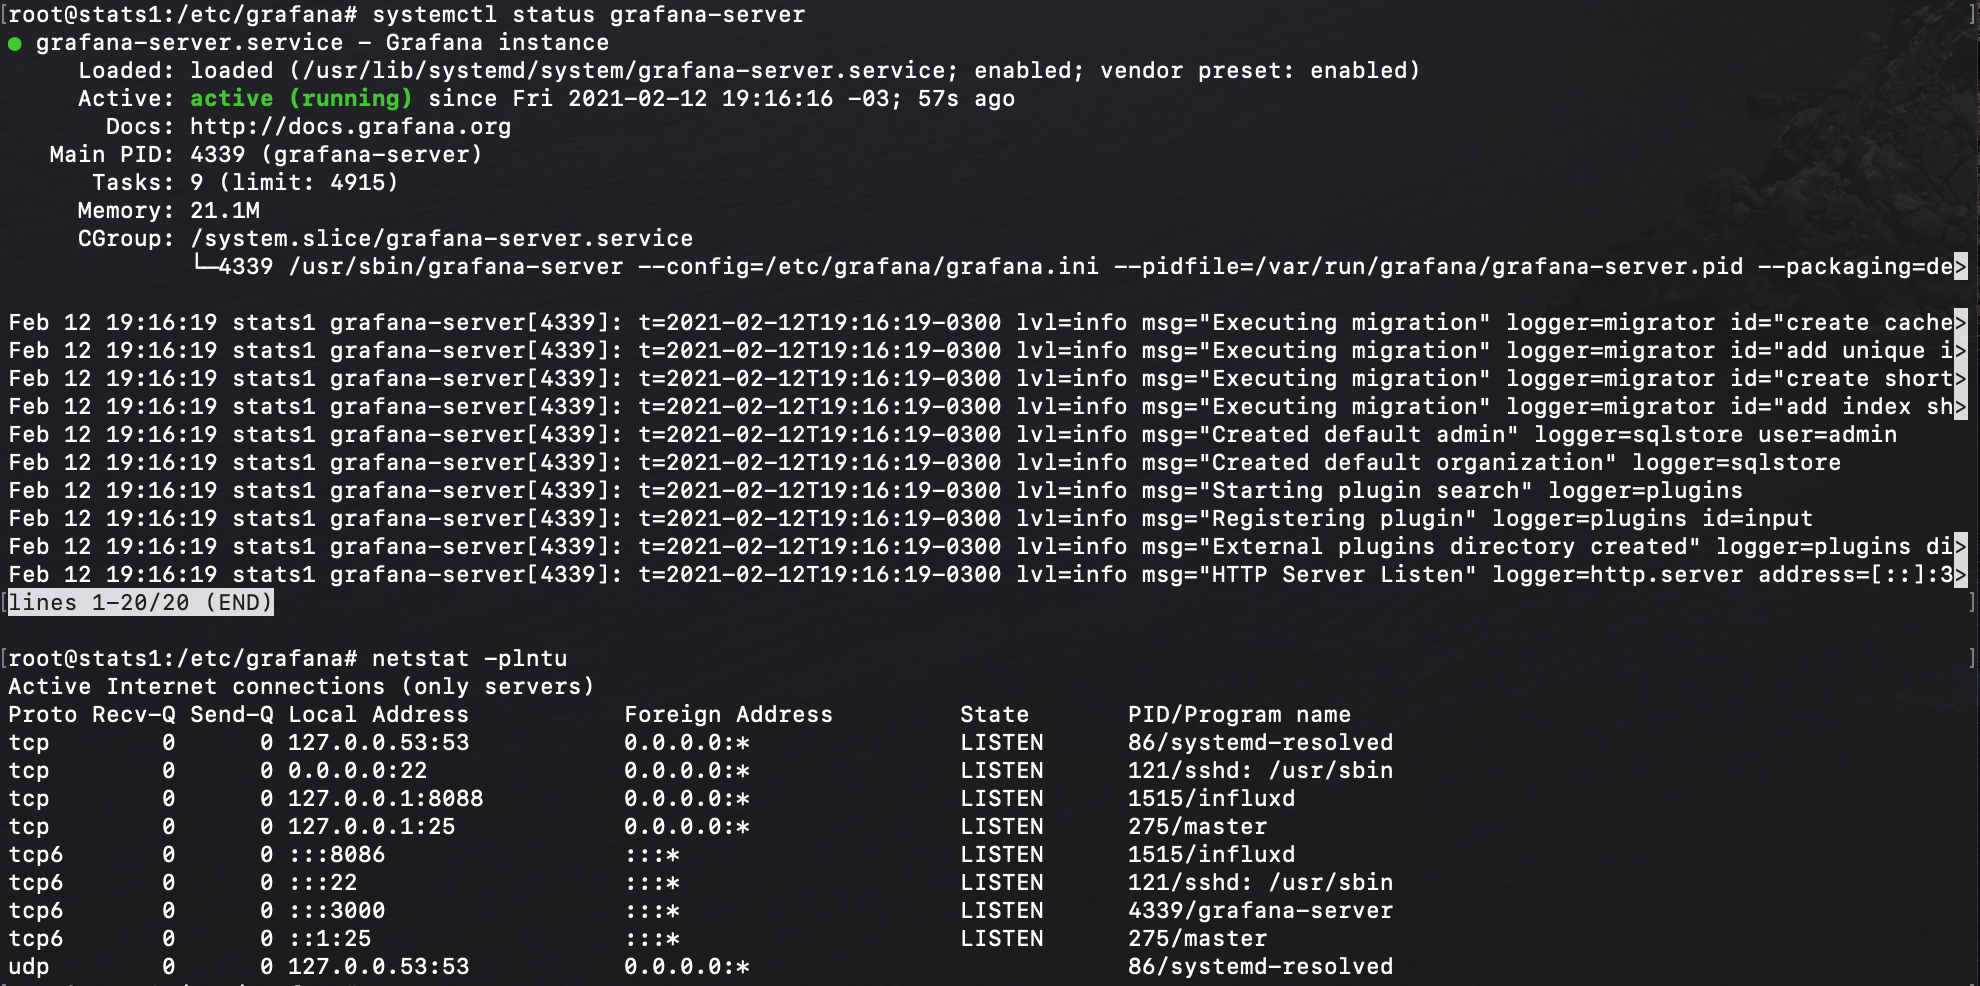 [root@stats1:/etc/grafana# systemctl status grafana-server ]
● grafana-server.service - Grafana instance
     Loaded: loaded (/usr/lib/systemd/system/grafana-server.service; enabled; vendor preset: enabled)
     Active: active (running) since Fri 2021-02-12 19:16:16 -03; 57s ago
       Docs: http://docs.grafana.org
   Main PID: 4339 (grafana-server)
      Tasks: 9 (limit: 4915)
     Memory: 21.1M
     CGroup: /system.slice/grafana-server.service
             └─4339 /usr/sbin/grafana-server --config=/etc/grafana/grafana.ini --pidfile=/var/run/grafana/grafana-server.pid --packaging=de>
Feb 12 19:16:19 stats1 grafana-server[4339]: t=2021-02-12T19:16:19-0300 lvl=info msg="Executing migration" logger=migrator id="create cache>
Feb 12 19:16:19 stats1 grafana-server[4339]: t=2021-02-12T19:16:19-0300 lvl=info msg="Executing migration" logger=migrator id="add unique i>
Feb 12 19:16:19 stats1 grafana-server[4339]: t=2021-02-12T19:16:19-0300 lvl=info msg="Executing migration" logger=migrator id="create short>
Feb 12 19:16:19 stats1 grafana-server[4339]: t=2021-02-12T19:16:19-0300 lvl=info msg="Executing migration" logger=migrator id="add index sh>
Feb 12 19:16:19 stats1 grafana-server[4339]: t=2021-02-12T19:16:19-0300 lvl=info msg="Created default admin" logger=sqlstore user=admin
Feb 12 19:16:19 stats1 grafana-server[4339]: t=2021-02-12T19:16:19-0300 lvl=info msg="Created default organization" logger=sqlstore
Feb 12 19:16:19 stats1 grafana-server[4339]: t=2021-02-12T19:16:19-0300 lvl=info msg="Starting plugin search" logger=plugins
Feb 12 19:16:19 stats1 grafana-server[4339]: t=2021-02-12T19:16:19-0300 lvl=info msg="Registering plugin" logger=plugins id=input
Feb 12 19:16:19 stats1 grafana-server[4339]: t=2021-02-12T19:16:19-0300 lvl=info msg="External plugins directory created" logger=plugins di>
Feb 12 19:16:19 stats1 grafana-server[4339]: t=2021-02-12T19:16:19-0300 lvl=info msg="HTTP Server Listen" logger=http.server address=[::]:3>
[lines 1-20/20 (END) ]
[root@stats1:/etc/grafana# netstat -plntu ]
Active Internet connections (only servers)
Proto Recv-Q Send-Q Local Address           Foreign Address         State       PID/Program name
tcp        0      0 127.0.0.53:53           0.0.0.0:*               LISTEN      86/systemd-resolved
tcp        0      0 0.0.0.0:22              0.0.0.0:*               LISTEN      121/sshd: /usr/sbin
tcp        0      0 127.0.0.1:8088          0.0.0.0:*               LISTEN      1515/influxd
tcp        0      0 127.0.0.1:25            0.0.0.0:*               LISTEN      275/master
tcp6       0      0 :::8086                 :::*                    LISTEN      1515/influxd
tcp6       0      0 :::22                   :::*                    LISTEN      121/sshd: /usr/sbin
tcp6       0      0 :::3000                 :::*                    LISTEN      4339/grafana-server
tcp6       0      0 ::1:25                  :::*                    LISTEN      275/master
udp        0      0 127.0.0.53:53           0.0.0.0:*                           86/systemd-resolved